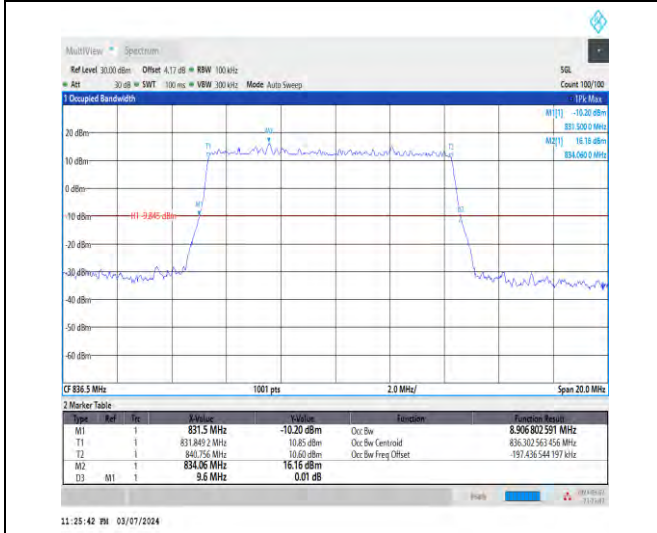 MultiView Spectrum
Ref Level 30.00 dBm Offset 4.17 dB RBW 100 kHz SGL
Att 30 dB SWT 100 ms VBW 300 kHz Mode Auto Sweep Count 100/100
1 Occupied Bandwidth 1Pk Max
M1[1] -10.20 dBm
831.500 0 MHz
M2[1] 16.16 dBm
834.060 0 MHz
20 dBm
T1 M2 T2
10 dBm
0 dBm
M1 D3
-10 dBm H1 -9.845 dBm
-20 dBm
-30 dBm
-40 dBm
-50 dBm
-60 dBm
CF 836.5 MHz 1001 pts 2.0 MHz/ Span 20.0 MHz
2 Marker Table
Type Ref Trc X-Value Y-Value Function Function Result
M1 1 831.5 MHz -10.20 dBm Occ Bw 8.906 802 591 MHz
T1 1 831.849 2 MHz 10.85 dBm Occ Bw Centroid 836.302 563 456 MHz
T2 1 840.756 MHz 10.60 dBm Occ Bw Freq Offset -197.436 544 197 kHz
M2 1 834.06 MHz 16.16 dBm
D3 M1 1 9.6 MHz 0.01 dB
11:25:42 PM 03/07/2024